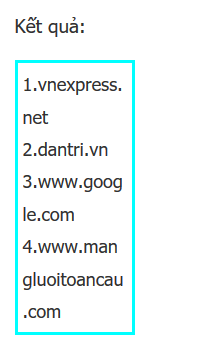 Kết quả:
1.vnexpress.
net
2.dantri.vn
3.www.goog
le.com
4.www.man
gluoitoancau
.com